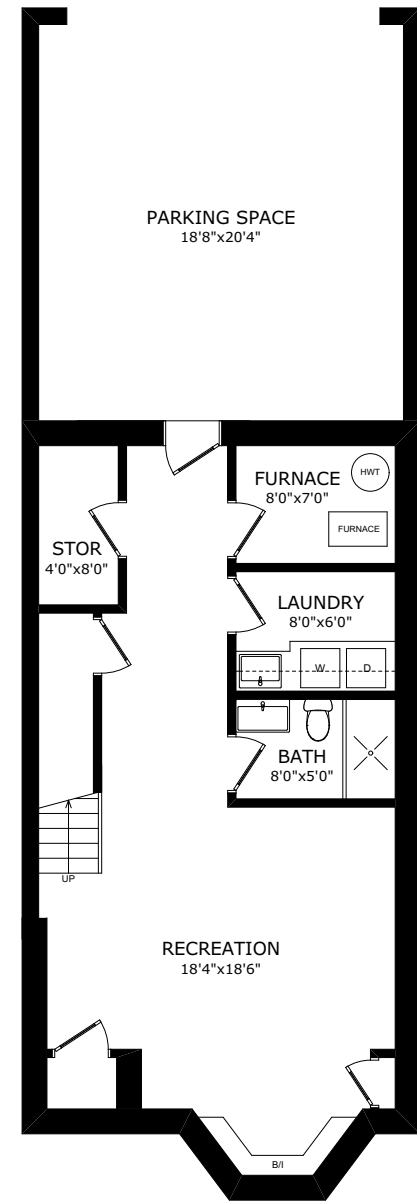 PARKING SPACE
18'8"x20'4"
FURNACE
8'0"x7'0"
HWT
FURNACE
STOR
4'0"x8'0"
LAUNDRY
8'0"x6'0"
W
D
BATH
8'0"x5'0"
UP
RECREATION
18'4"x18'6"
B/I